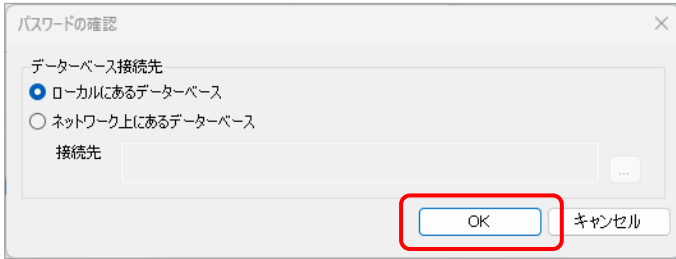 パスワードの確認
データーベース接続先
ローカルにあるデーターベース
ネットワーク上にあるデーターベース
接続先
...
OK
キャンセル